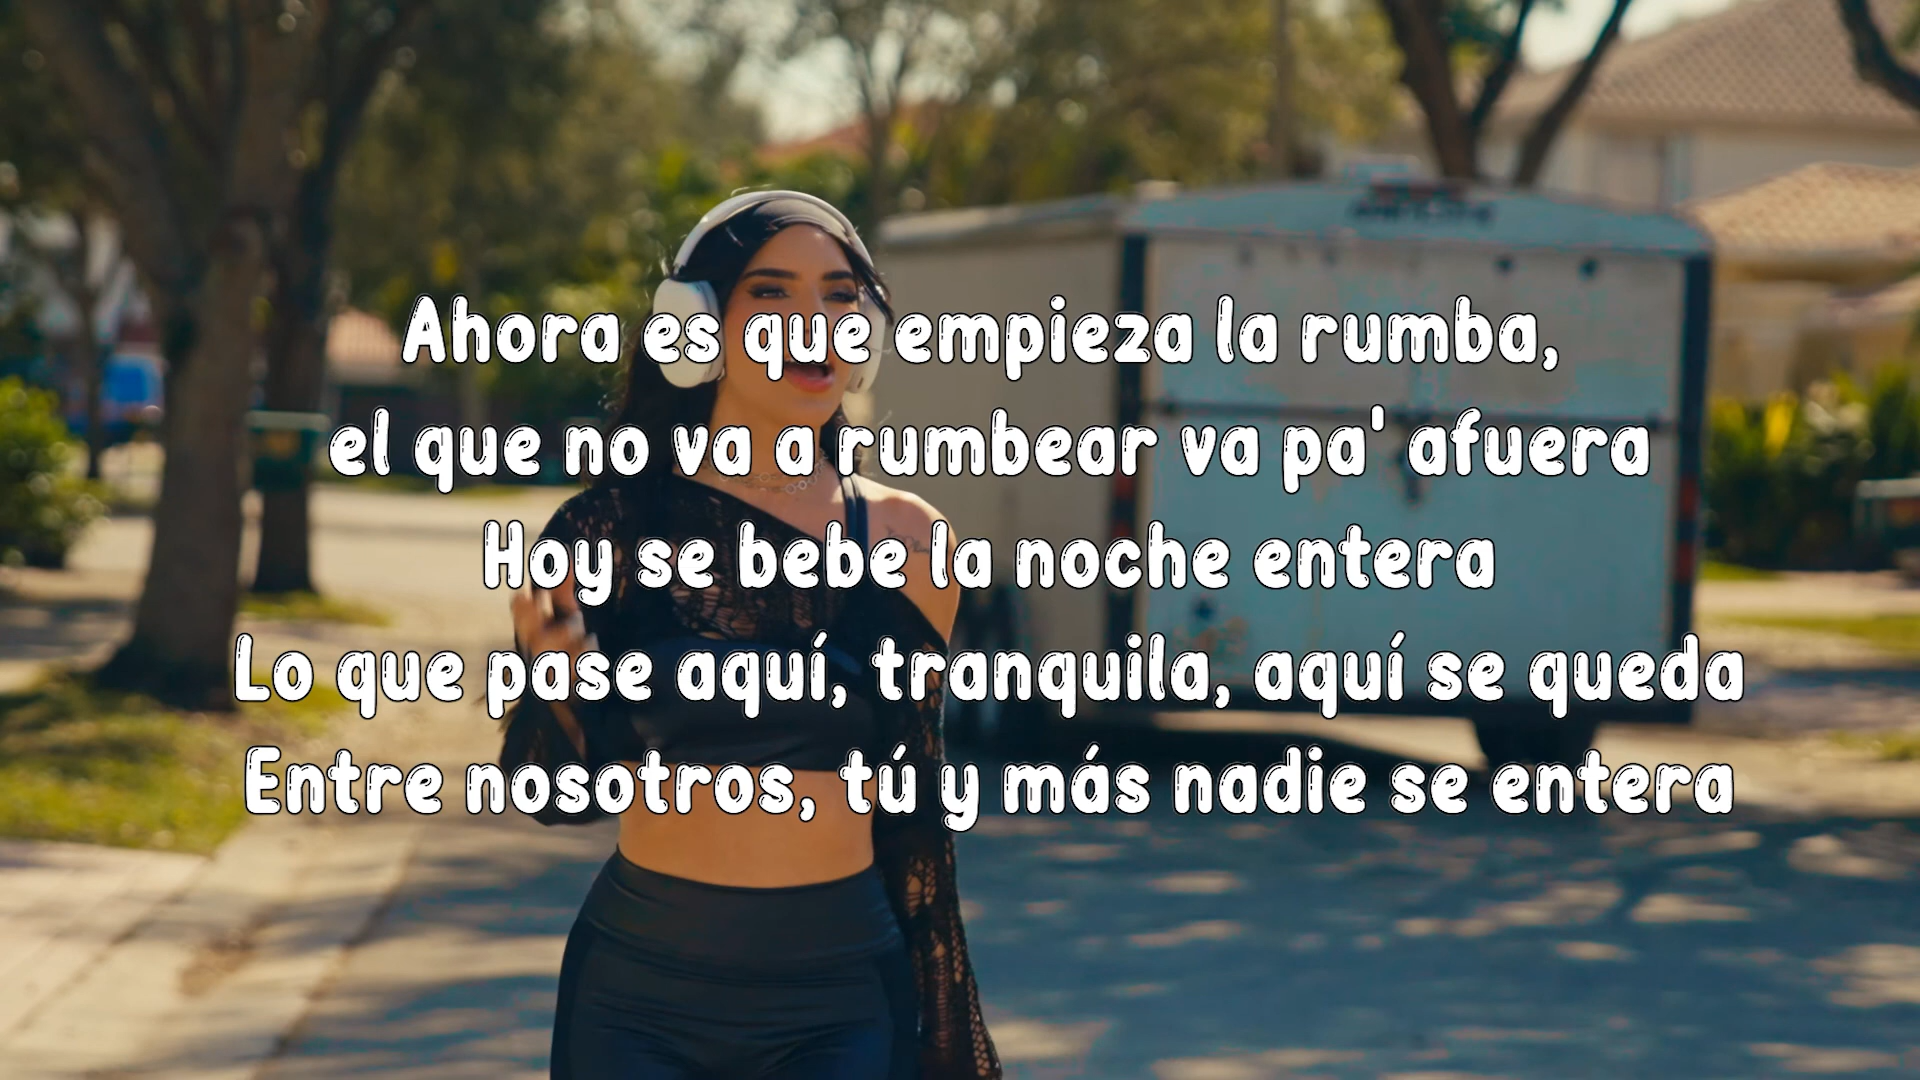 Ahora es que empieza la rumba,
el que no va a rumbear va pa' afuera
Hoy se bebe la noche entera
Lo que pase aquí, tranquila, aquí se queda
Entre nosotros, tú y más nadie se entera